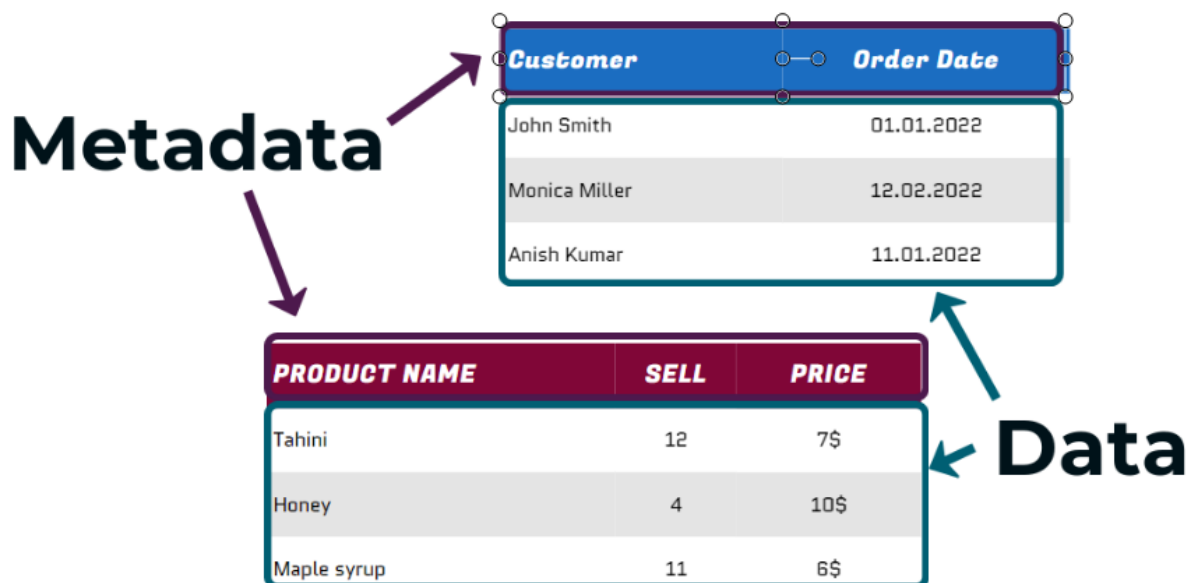 Customer Order Date
Metadata
John Smith 01.01.2022
Monica Miller 12.02.2022
Anish Kumar 11.01.2022
PRODUCT NAME SELL PRICE
Tahini 12 7$
Data
Honey 4 10$
Maple syrup 11 6$